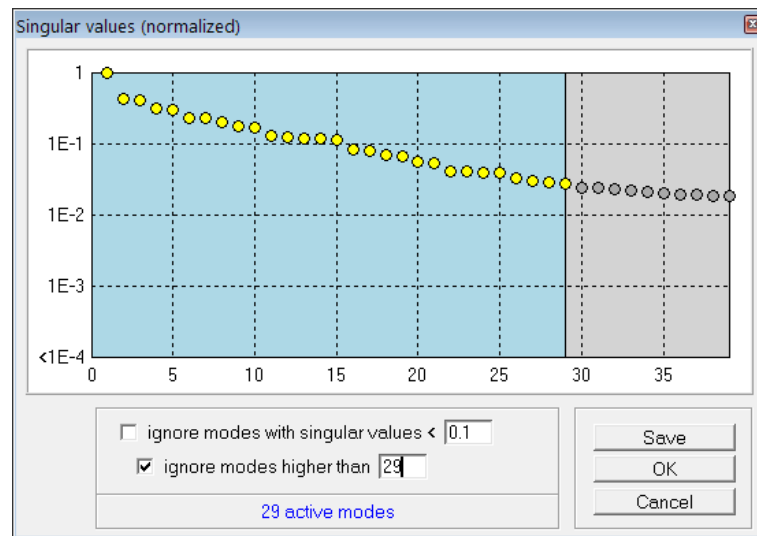 Singular values (normalized)
1
1E-1
1E-2
1E-3
<1E-4
0 5 10 15 20 25 30 35
ignore modes with singular values < 0.1
ignore modes higher than 29
29 active modes
Save
OK
Cancel